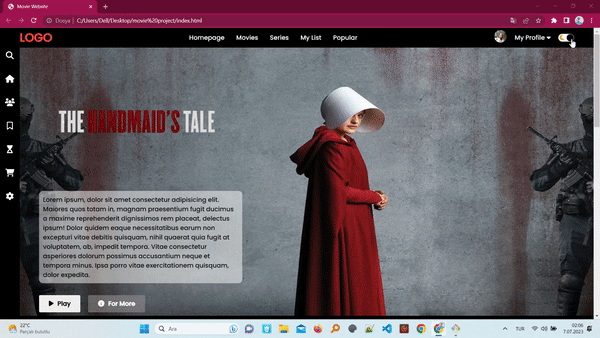 Movie Website
Dosya
C:/Users/Dell/Desktop/movie%20project/index.html
LOGO
Homepage
Movies
Series
My List
Popular
My Profile
THE HANDMAID'S TALE
Lorem ipsum, dolor sit amet consectetur adipisicing elit.
Maiores quos totam in, magnam praesentium fugit ducimus
a maxime reprehenderit dignissimos rem placeat, delectus
ipsum! Dolorem eaque necessitatibus earum non
excepturi vitae debitis quisquam, nihil quaerat quia fugit at
voluptatem, ab, impedit tempora. Vitae consectetur
asperiores dolorum possimus accusantium neque et
tempora minus. Ipsa porro vitae exercitationem quisquam,
dolor expedita.
Play
For More
22°C
Parçalı bulutlu
Ara
TUR
02:06
7.07.2023